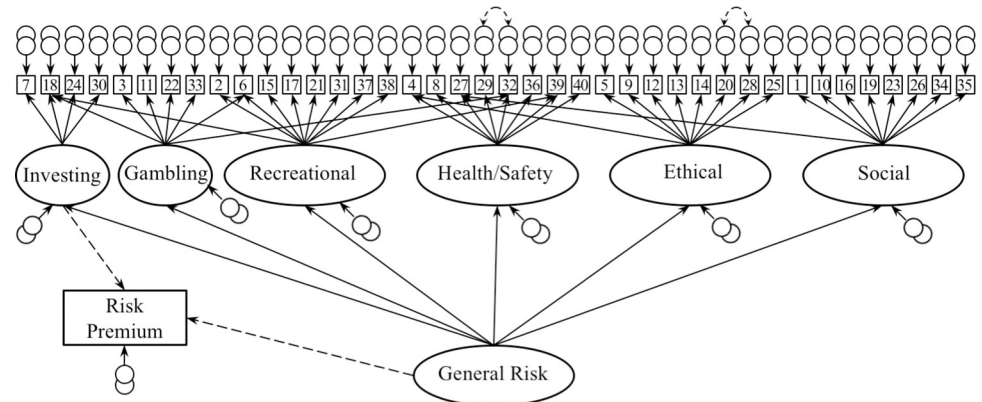 7 18 24 30 3 11 22 33 2 6 15 17 21 31 37 38 4 8 27 29 32 36 39 40 5 9 12 13 14 20 28 25 1 10 16 19 23 26 34 35
Investing Gambling Recreational Health/Safety Ethical Social
Risk
Premium
General Risk